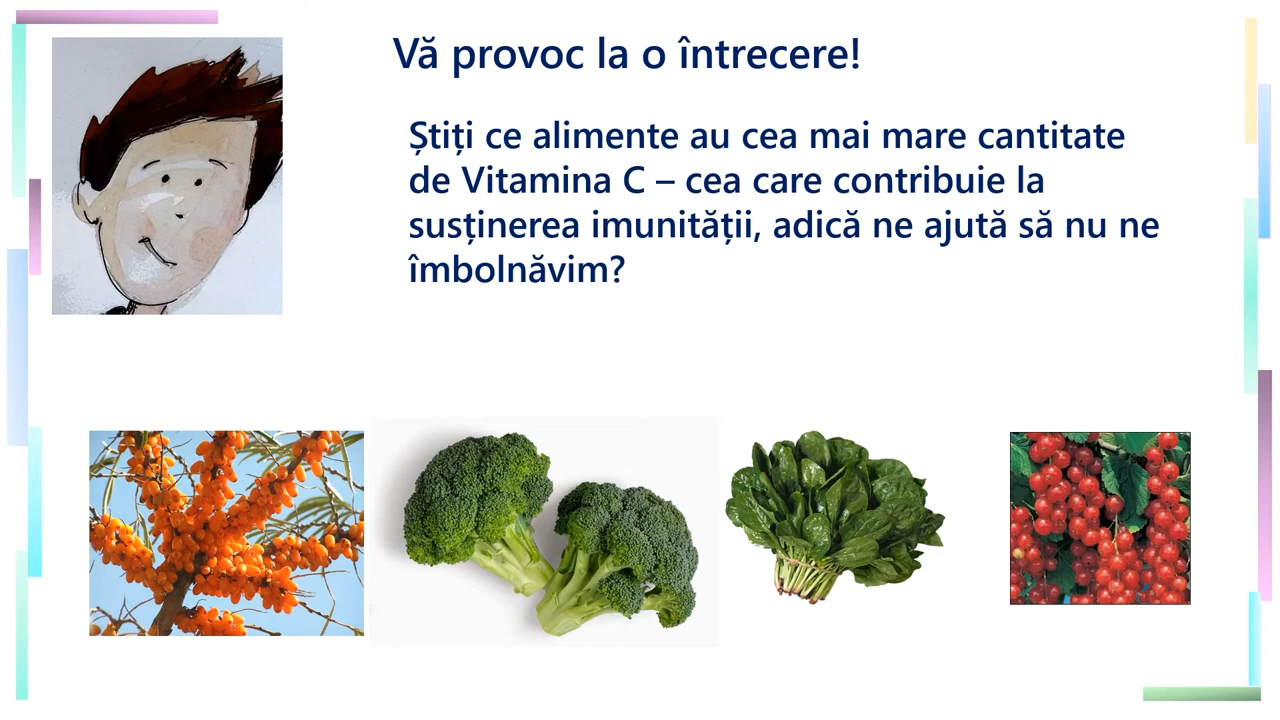 Vă provoc la o întrecere!
Știți ce alimente au cea mai mare cantitate
de Vitamina C – cea care contribuie la
susținerea imunității, adică ne ajută să nu ne
îmbolnăvim?